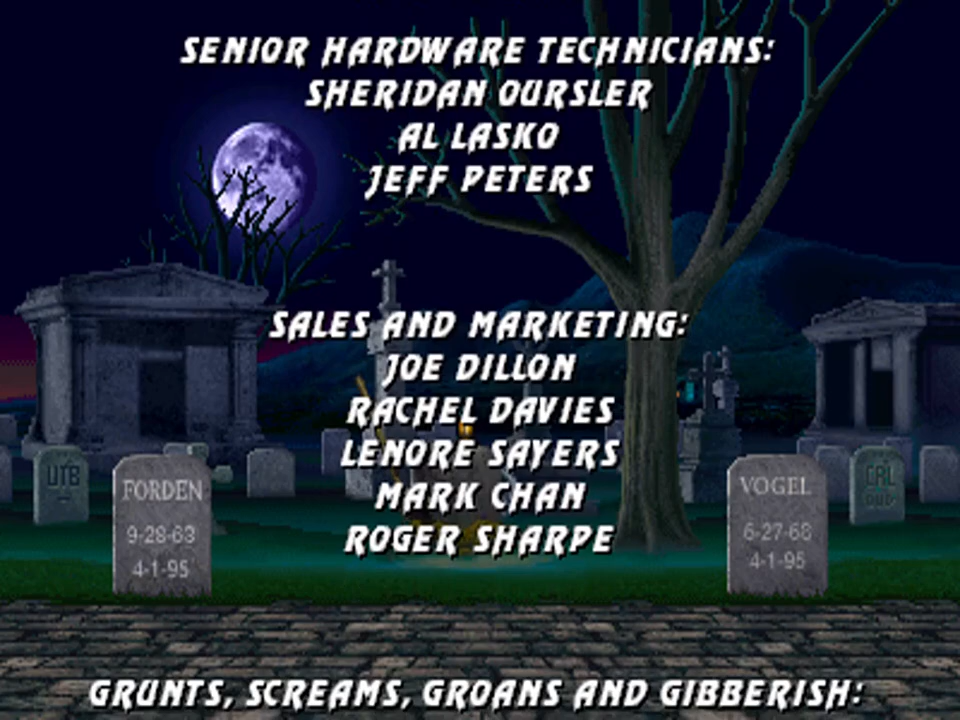 SENIOR HARDWARE TECHNICIANS:
SHERIDAN OURSLER
AL LASKO
JEFF PETERS
SALES AND MARKETING:
JOE DILLON
RACHEL DAVIES
LENORE SAYERS
MARK CHAN
ROGER SHARPE
UTB
FORDEN
9-28-63
4-1-95
VOGEL
6-27-68
4-1-95
CAL
GRUNTS, SCREAMS, GROANS AND GIBBERISH: